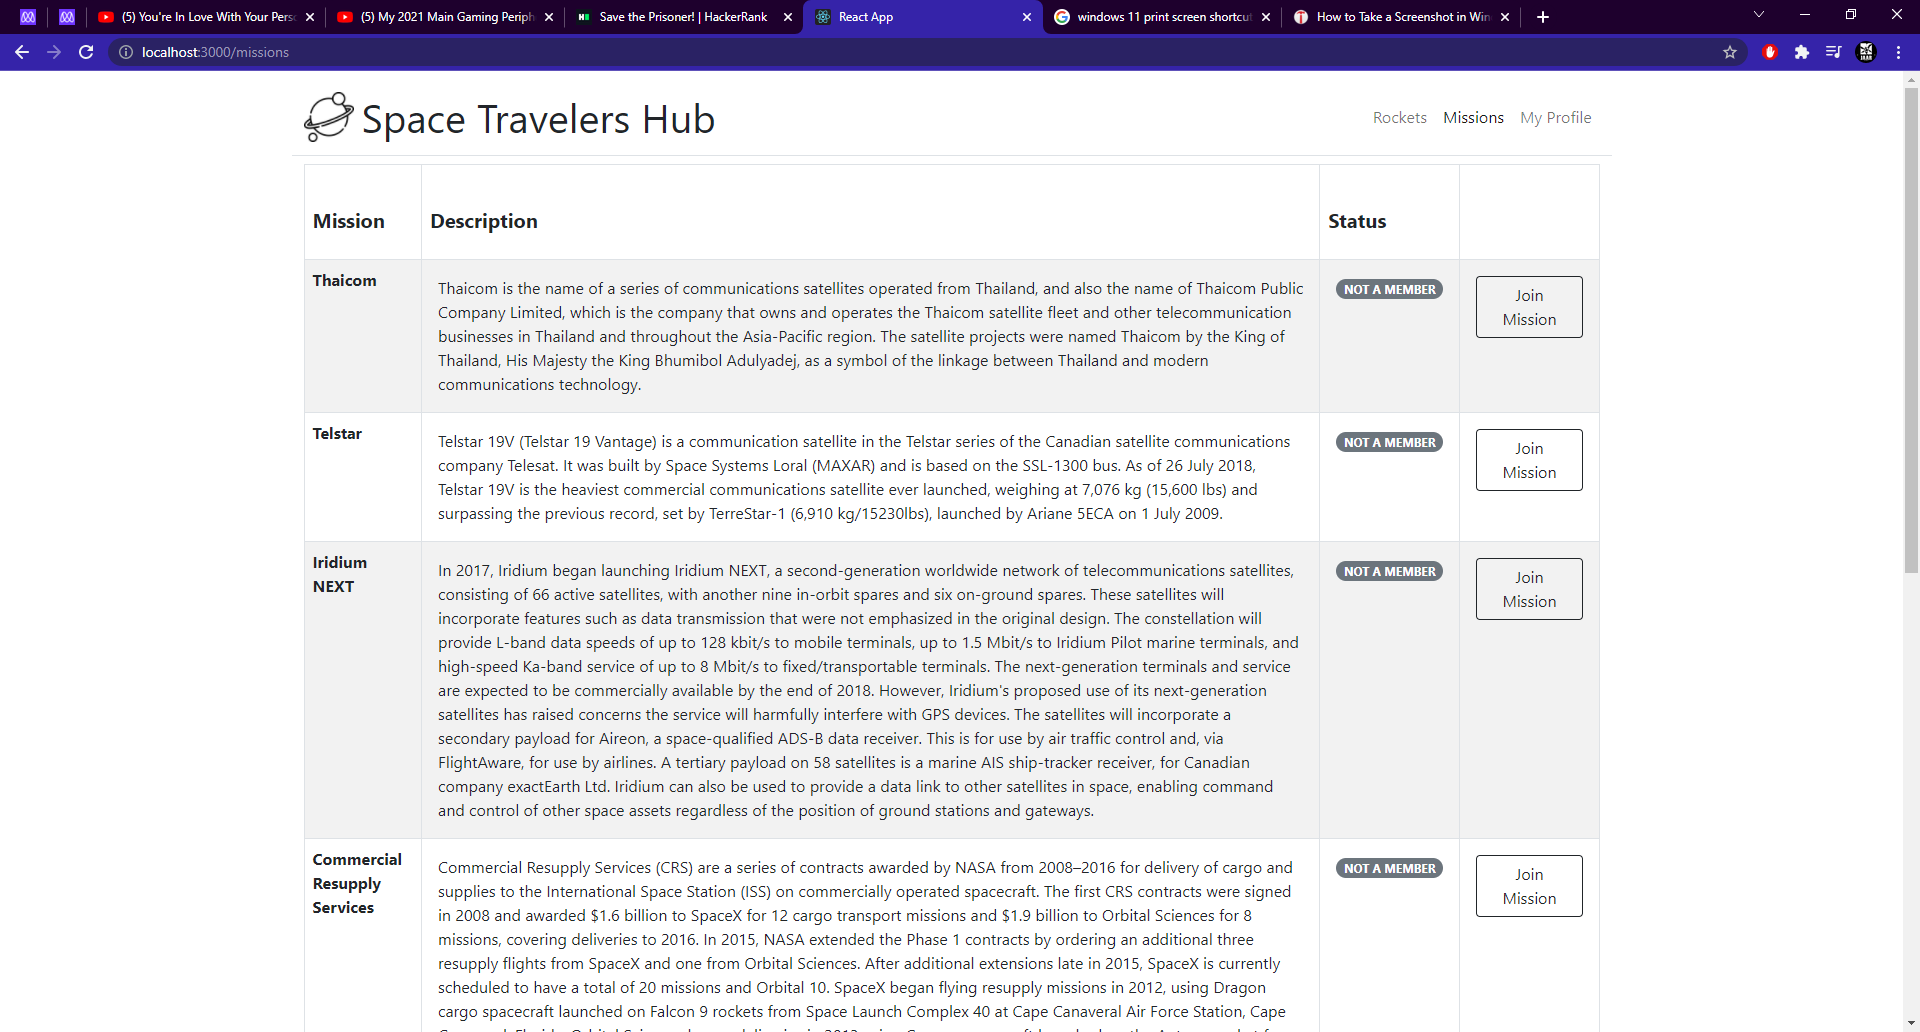 (5) You're In Love With Your Pers
(5) My 2021 Main Gaming Periph
Save the Prisoner! | HackerRank
React App
windows 11 print screen shortcut
How to Take a Screenshot in Win
localhost:3000/missions
Space Travelers Hub
Rockets Missions My Profile
Mission Description Status
Thaicom
Thaicom is the name of a series of communications satellites operated from Thailand, and also the name of Thaicom Public
Company Limited, which is the company that owns and operates the Thaicom satellite fleet and other telecommunication
businesses in Thailand and throughout the Asia-Pacific region. The satellite projects were named Thaicom by the King of
Thailand, His Majesty the King Bhumibol Adulyadej, as a symbol of the linkage between Thailand and modern
communications technology.
NOT A MEMBER
Join
Mission
Telstar
Telstar 19V (Telstar 19 Vantage) is a communication satellite in the Telstar series of the Canadian satellite communications
company Telesat. It was built by Space Systems Loral (MAXAR) and is based on the SSL-1300 bus. As of 26 July 2018,
Telstar 19V is the heaviest commercial communications satellite ever launched, weighing at 7,076 kg (15,600 lbs) and
surpassing the previous record, set by TerreStar-1 (6,910 kg/15230lbs), launched by Ariane 5ECA on 1 July 2009.
NOT A MEMBER
Join
Mission
Iridium
NEXT
In 2017, Iridium began launching Iridium NEXT, a second-generation worldwide network of telecommunications satellites,
consisting of 66 active satellites, with another nine in-orbit spares and six on-ground spares. These satellites will
incorporate features such as data transmission that were not emphasized in the original design. The constellation will
provide L-band data speeds of up to 128 kbit/s to mobile terminals, up to 1.5 Mbit/s to Iridium Pilot marine terminals, and
high-speed Ka-band service of up to 8 Mbit/s to fixed/transportable terminals. The next-generation terminals and service
are expected to be commercially available by the end of 2018. However, Iridium's proposed use of its next-generation
satellites has raised concerns the service will harmfully interfere with GPS devices. The satellites will incorporate a
secondary payload for Aireon, a space-qualified ADS-B data receiver. This is for use by air traffic control and, via
FlightAware, for use by airlines. A tertiary payload on 58 satellites is a marine AIS ship-tracker receiver, for Canadian
company exactEarth Ltd. Iridium can also be used to provide a data link to other satellites in space, enabling command
and control of other space assets regardless of the position of ground stations and gateways.
NOT A MEMBER
Join
Mission
Commercial
Resupply
Services
Commercial Resupply Services (CRS) are a series of contracts awarded by NASA from 2008–2016 for delivery of cargo and
supplies to the International Space Station (ISS) on commercially operated spacecraft. The first CRS contracts were signed
in 2008 and awarded $1.6 billion to SpaceX for 12 cargo transport missions and $1.9 billion to Orbital Sciences for 8
missions, covering deliveries to 2016. In 2015, NASA extended the Phase 1 contracts by ordering an additional three
resupply flights from SpaceX and one from Orbital Sciences. After additional extensions late in 2015, SpaceX is currently
scheduled to have a total of 20 missions and Orbital 10. SpaceX began flying resupply missions in 2012, using Dragon
cargo spacecraft launched on Falcon 9 rockets from Space Launch Complex 40 at Cape Canaveral Air Force Station, Cape
NOT A MEMBER
Join
Mission